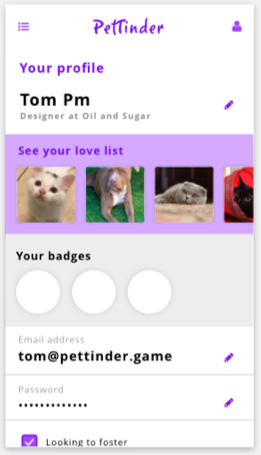 PetTinder
Your profile
Tom Pm
Designer at Oil and Sugar
See your love list
Your badges
Email address
tom@pettinder.game
Password
•••••••••••••
Looking to foster